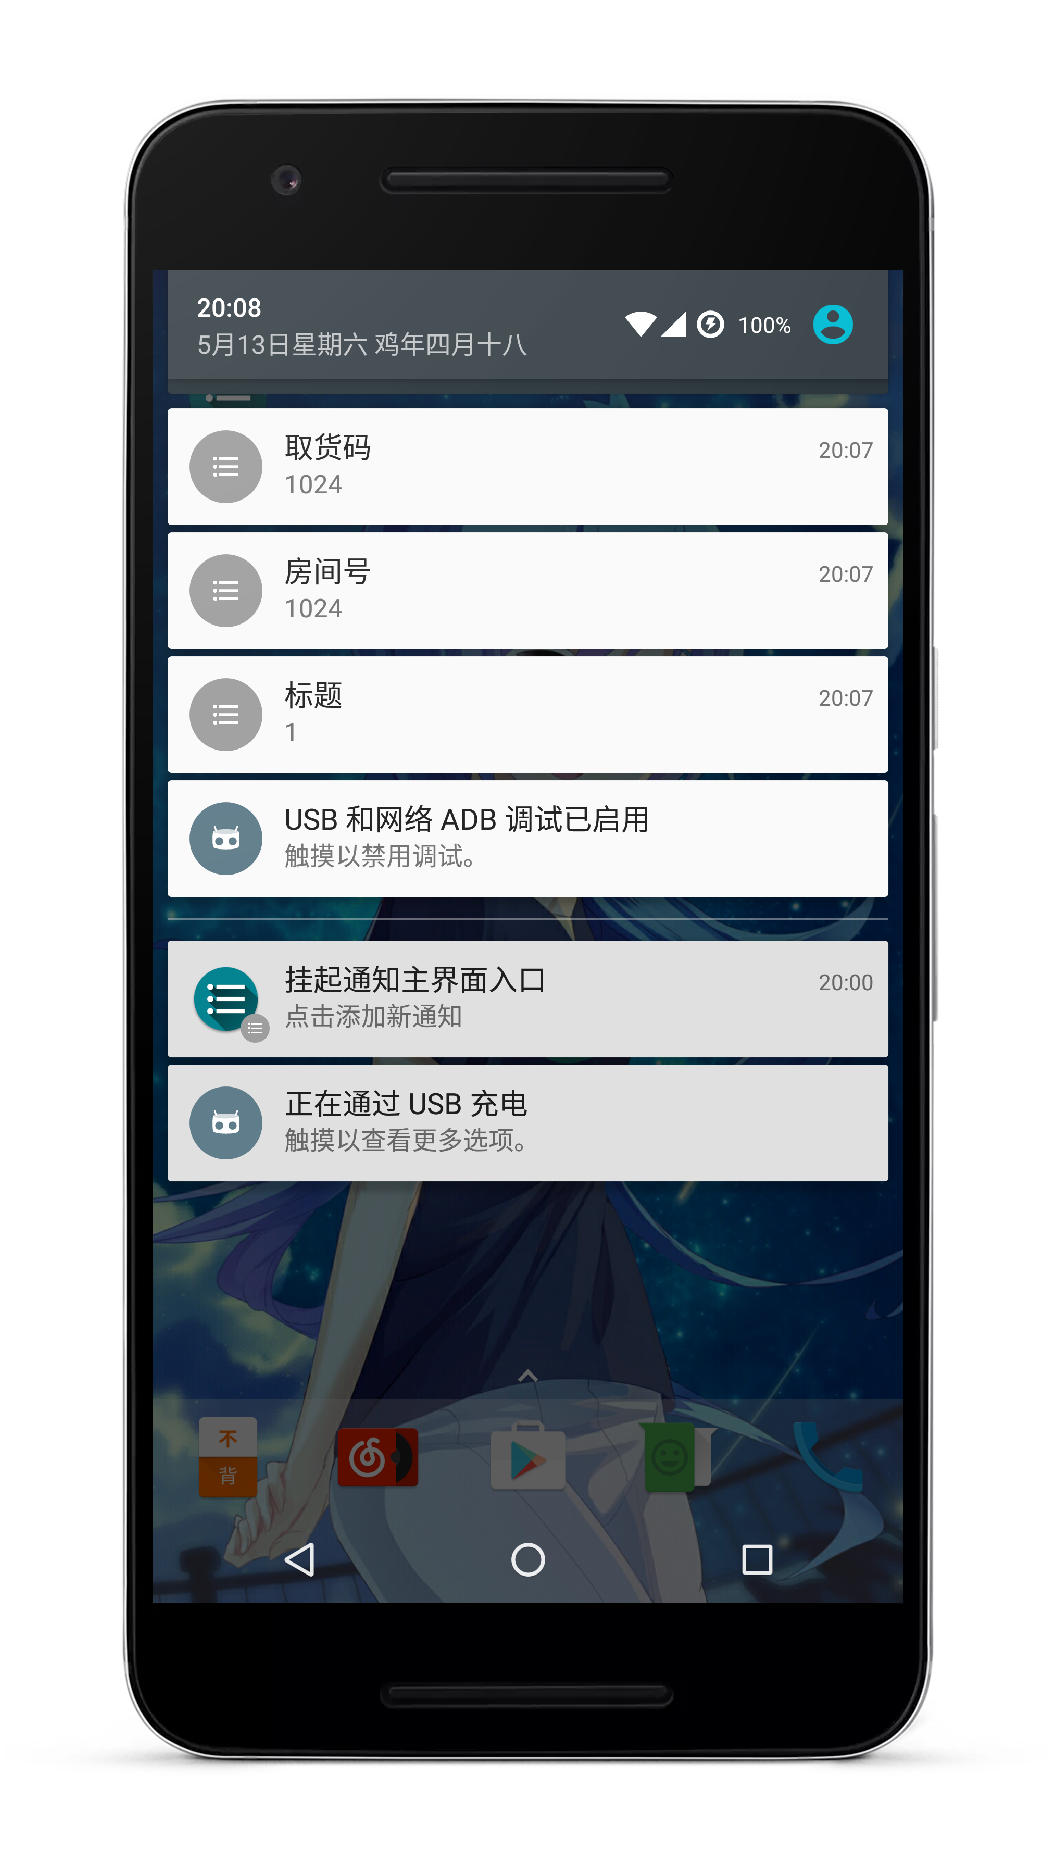 20:08
5月13日星期六 鸡年四月十八
100%
取货码
20:07
1024
房间号
20:07
1024
标题
20:07
1
USB 和网络 ADB 调试已启用
触摸以禁用调试。
挂起通知主界面入口
20:00
点击添加新通知
正在通过 USB 充电
触摸以查看更多选项。
不
背